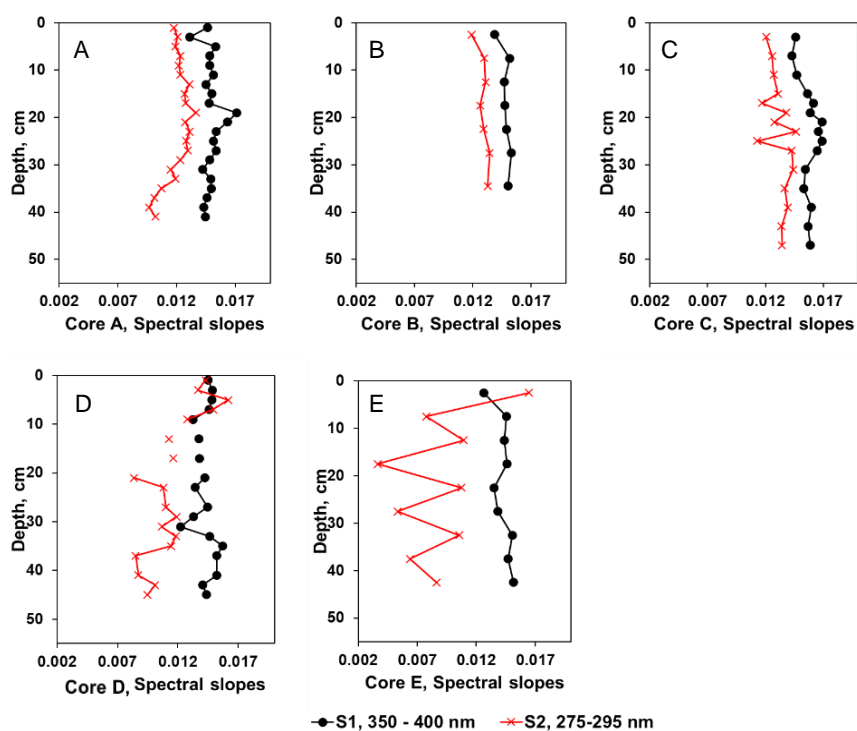 A
0
10
20
30
40
50
Depth, cm
0.002 0.007 0.012 0.017
Core A, Spectral slopes
B
0
10
20
30
40
50
Depth, cm
0.002 0.007 0.012 0.017
Core B, Spectral slopes
C
0
10
20
30
40
50
Depth, cm
0.002 0.007 0.012 0.017
Core C, Spectral slopes
D
0
10
20
30
40
50
Depth, cm
0.002 0.007 0.012 0.017
Core D, Spectral slopes
E
0
10
20
30
40
50
Depth, cm
0.002 0.007 0.012 0.017
Core E, Spectral slopes
S1, 350 - 400 nm S2, 275-295 nm